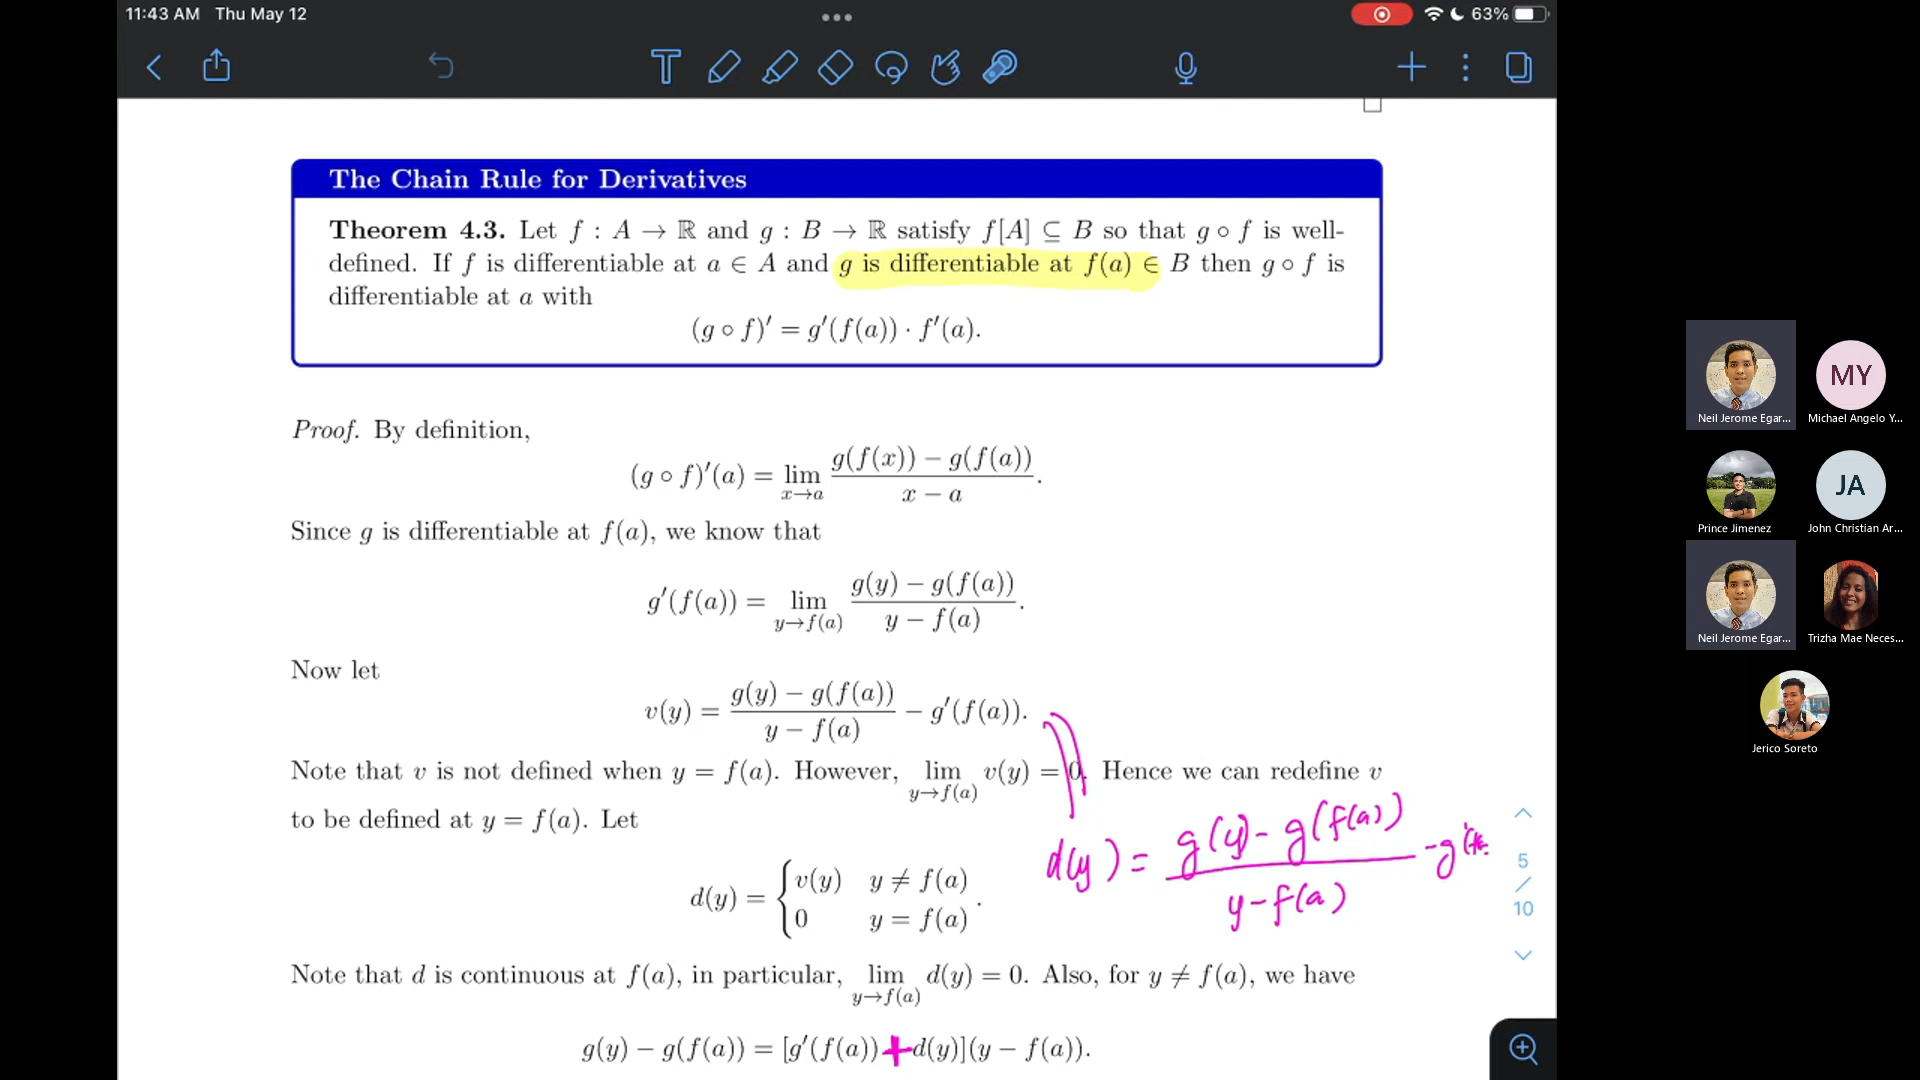 11:43 AM Thu May 12
63%
The Chain Rule for Derivatives
Theorem 4.3. Let f : A → ℝ and g : B → ℝ satisfy f[A] ⊆ B so that g ∘ f is well-
defined. If f is differentiable at a ∈ A and g is differentiable at f(a) ∈ B then g ∘ f is
differentiable at a with
(g ∘ f)′ = g′(f(a)) · f′(a).
Proof. By definition,
(g ∘ f)′(a) = lim_{x→a} (g(f(x)) − g(f(a)))/(x − a).
Since g is differentiable at f(a), we know that
g′(f(a)) = lim_{y→f(a)} (g(y) − g(f(a)))/(y − f(a)).
Now let
v(y) = (g(y) − g(f(a)))/(y − f(a)) − g′(f(a)).
Note that v is not defined when y = f(a). However, lim_{y→f(a)} v(y) = 0. Hence we can redefine v
to be defined at y = f(a). Let
d(y) = (g(y) − g(f(a)))/(y − f(a)) − g′(
d(y) = { v(y) y ≠ f(a)
0 y = f(a) .
Note that d is continuous at f(a), in particular, lim_{y→f(a)} d(y) = 0. Also, for y ≠ f(a), we have
g(y) − g(f(a)) = [g′(f(a)) + d(y)](y − f(a)).
5
/
10
Neil Jerome Egar...
MY
Michael Angelo Y...
Prince Jimenez
JA
John Christian Ar...
Neil Jerome Egar...
Trizha Mae Neces...
Jerico Soreto